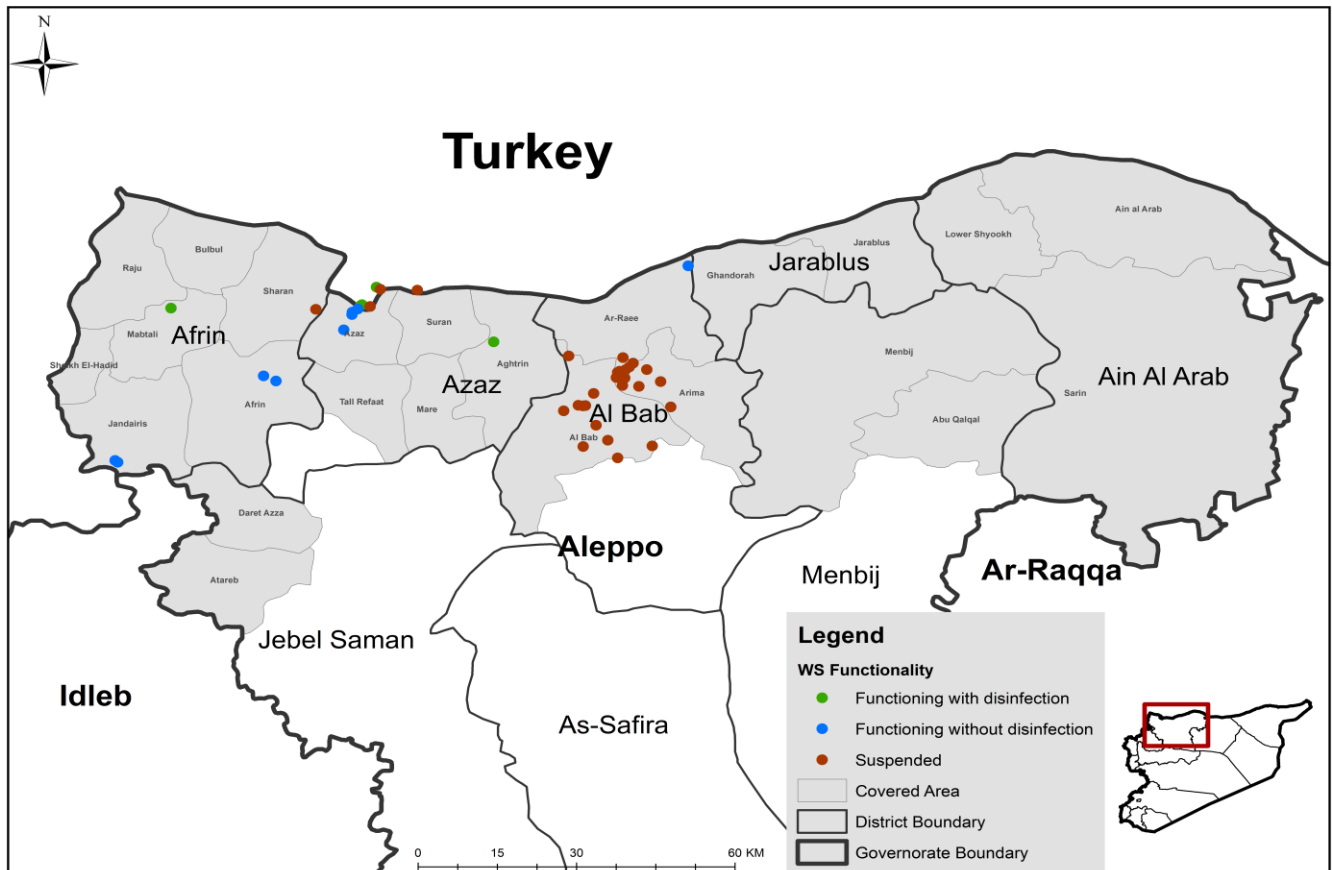 N
Turkey
Ain al Arab
Bulbul
Lower Shyookh
Jarablus
Raju
Ghandorah
Jarablus
Sharan
Ar-Raee
Suran
Azaz
Mabtali
Afrin
Menbij
Sheikh El-Hadid
Aghtrin
Azaz
Ain Al Arab
Arima
Sarin
Afrin
Tall Refaat
Mare
Al Bab
Abu Qalqal
Jandairis
Al Bab
Daret Azza
Aleppo
Ar-Raqqa
Menbij
Atareb
Jebel Saman
Idleb
As-Safira
Legend
WS Functionality
Functioning with disinfection
Functioning without disinfection
Suspended
Covered Area
District Boundary
Governorate Boundary
0 15 30 60 KM